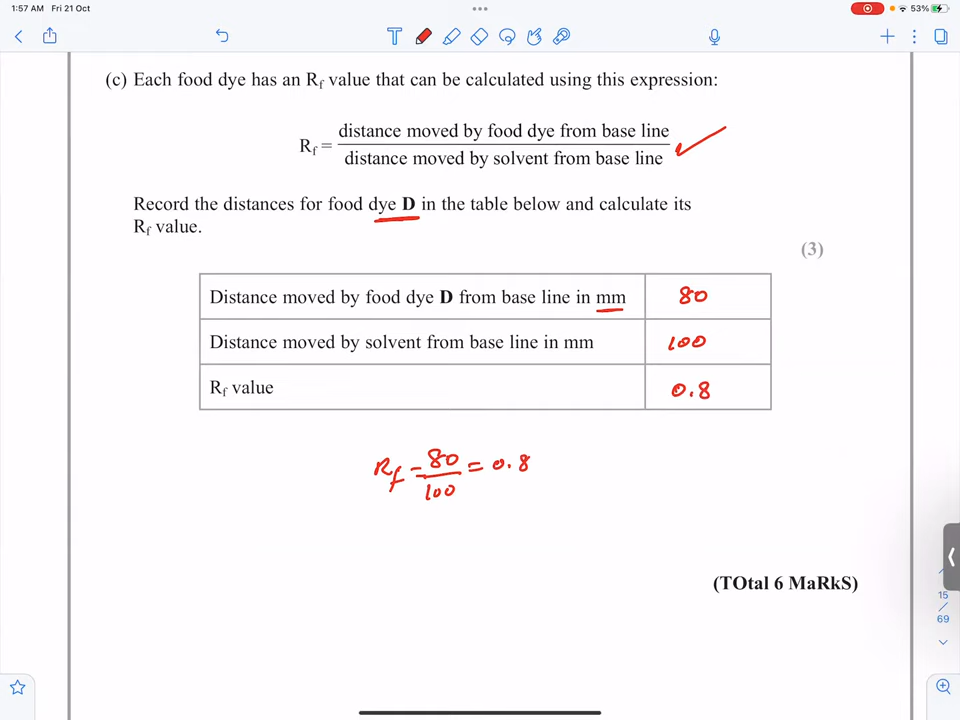 1:57 AM Fri 21 Oct
53%
T
(c) Each food dye has an Rf value that can be calculated using this expression:
Rf = distance moved by food dye from base line
distance moved by solvent from base line
Record the distances for food dye D in the table below and calculate its
Rf value.
(3)
Distance moved by food dye D from base line in mm 80
Distance moved by solvent from base line in mm 100
Rf value 0.8
Rf = 80 = 0.8
100
(TOtal 6 MaRkS)
15
/
69